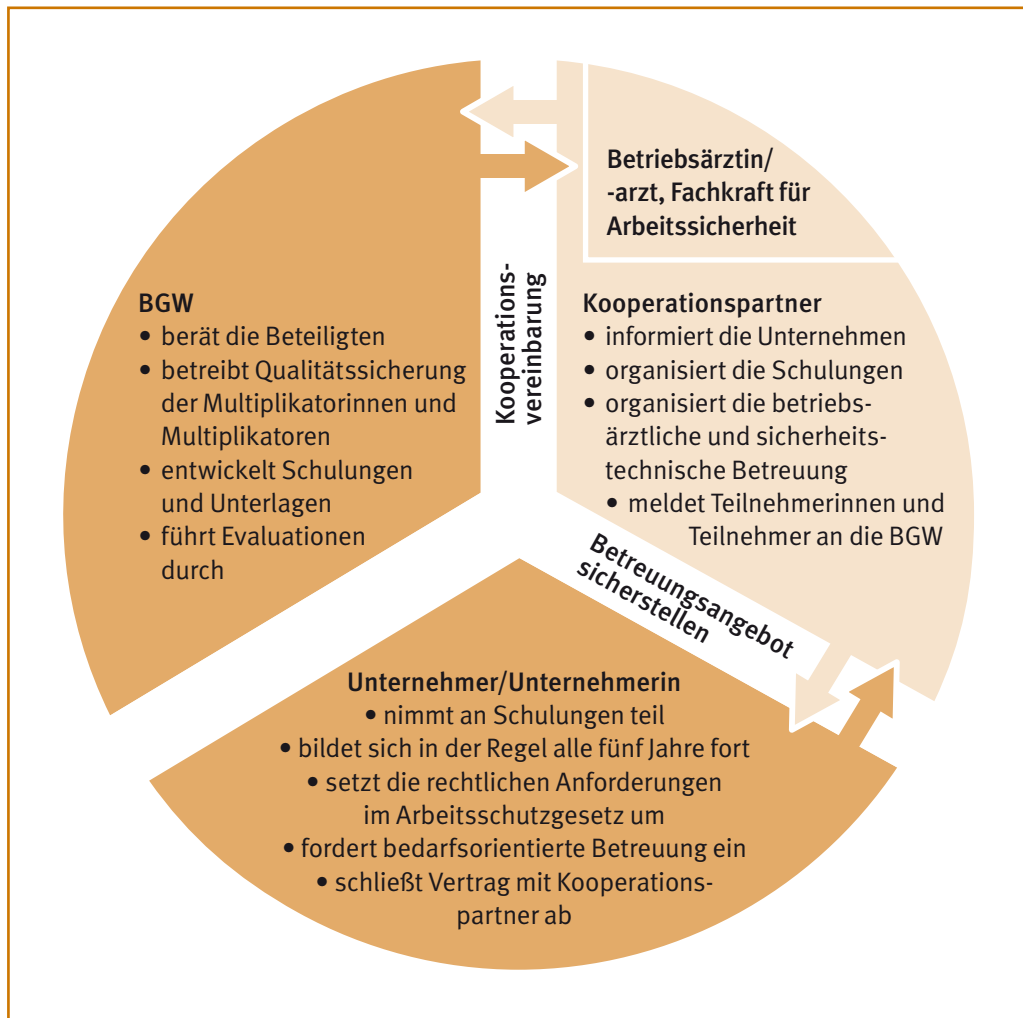 BGW
• berät die Beteiligten
• betreibt Qualitätssicherung
der Multiplikatorinnen und
Multiplikatoren
• entwickelt Schulungen
und Unterlagen
• führt Evaluationen
durch
Kooperations-
vereinbarung
Betriebsärztin/
-arzt, Fachkraft für
Arbeitssicherheit
Kooperationspartner
• informiert die Unternehmen
• organisiert die Schulungen
• organisiert die betriebs-
ärztliche und sicherheits-
technische Betreuung
• meldet Teilnehmerinnen und
Teilnehmer an die BGW
Betreuungsangebot
sicherstellen
Unternehmer/Unternehmerin
• nimmt an Schulungen teil
• bildet sich in der Regel alle fünf Jahre fort
• setzt die rechtlichen Anforderungen
im Arbeitsschutzgesetz um
• fordert bedarfsorientierte Betreuung ein
• schließt Vertrag mit Kooperations-
partner ab